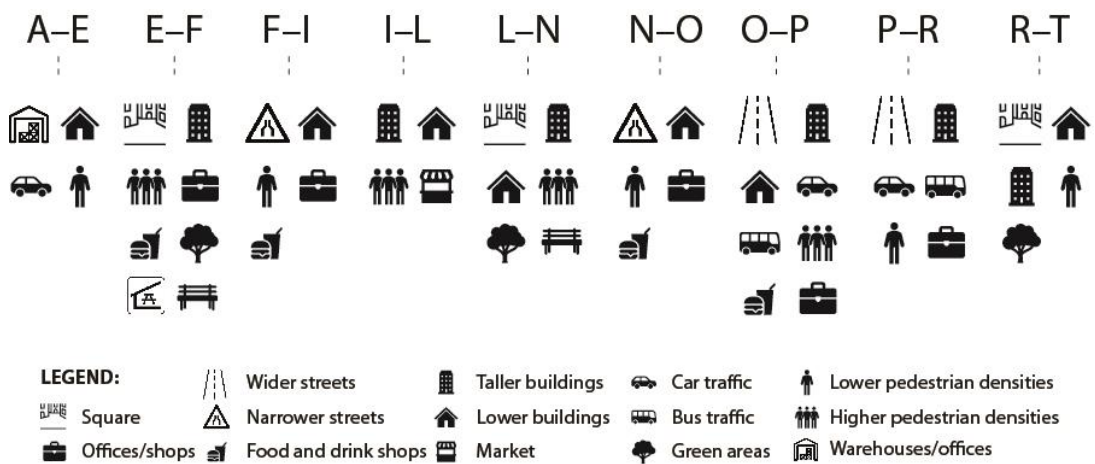 A–E E–F F–I I–L L–N N–O O–P P–R R–T
LEGEND:
Wider streets Taller buildings Car traffic Lower pedestrian densities
Square Narrower streets Lower buildings Bus traffic Higher pedestrian densities
Offices/shops Food and drink shops Market Green areas Warehouses/offices